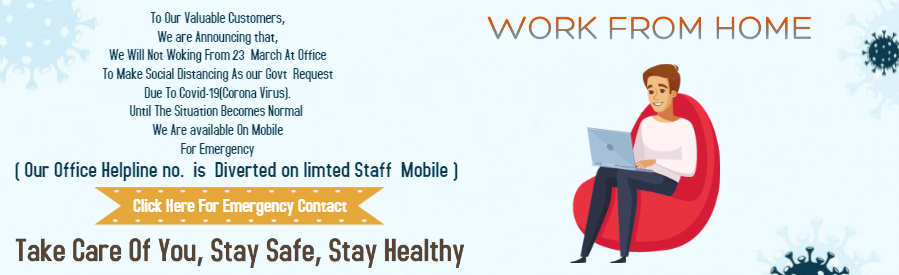 To Our Valuable Customers,
We are Announcing that,
We Will Not Woking From 23 March At Office
To Make Social Distancing As our Govt Request
Due To Covid-19(Corona Virus).
Until The Situation Becomes Normal
We Are available On Mobile
For Emergency
( Our Office Helpline no. is Diverted on limted Staff Mobile )
Click Here For Emergency Contact
Take Care Of You, Stay Safe, Stay Healthy
WORK FROM HOME